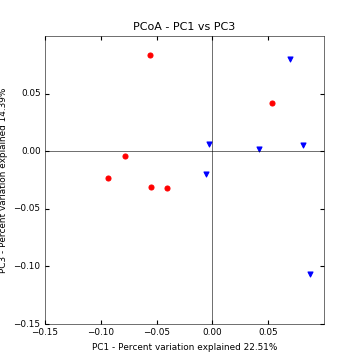 PCoA - PC1 vs PC3
PC3 - Percent variation explained 14.39%
0.05
0.00
−0.05
−0.10
−0.15
−0.15 −0.10 −0.05 0.00 0.05
PC1 - Percent variation explained 22.51%